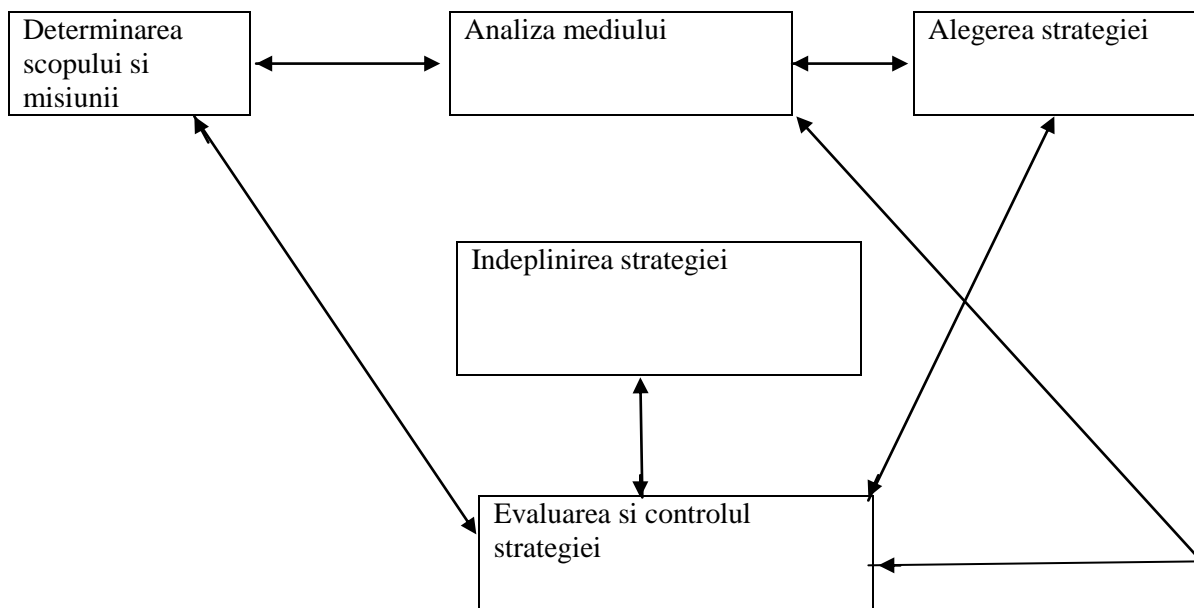 Determinarea
scopului si
misiunii
Analiza mediului
Alegerea strategiei
Indeplinirea strategiei
Evaluarea si controlul
strategiei